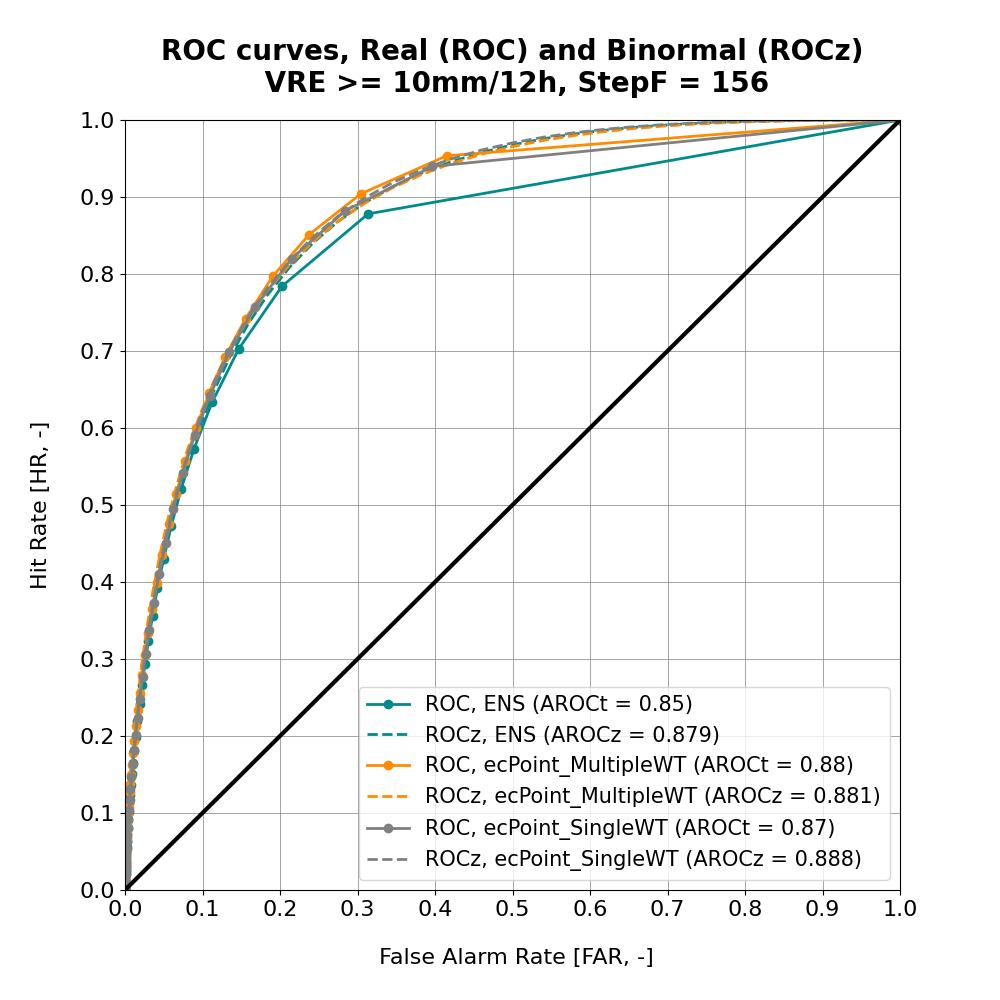 ROC curves, Real (ROC) and Binormal (ROCz)
VRE >= 10mm/12h, StepF = 156
1.0
0.9
0.8
0.7
0.6
0.5
0.4
0.3
0.2
0.1
0.0
Hit Rate [HR, -]
ROC, ENS (AROCt = 0.85)
ROCz, ENS (AROCz = 0.879)
ROC, ecPoint_MultipleWT (AROCt = 0.88)
ROCz, ecPoint_MultipleWT (AROCz = 0.881)
ROC, ecPoint_SingleWT (AROCt = 0.87)
ROCz, ecPoint_SingleWT (AROCz = 0.888)
0.0 0.1 0.2 0.3 0.4 0.5 0.6 0.7 0.8 0.9 1.0
False Alarm Rate [FAR, -]